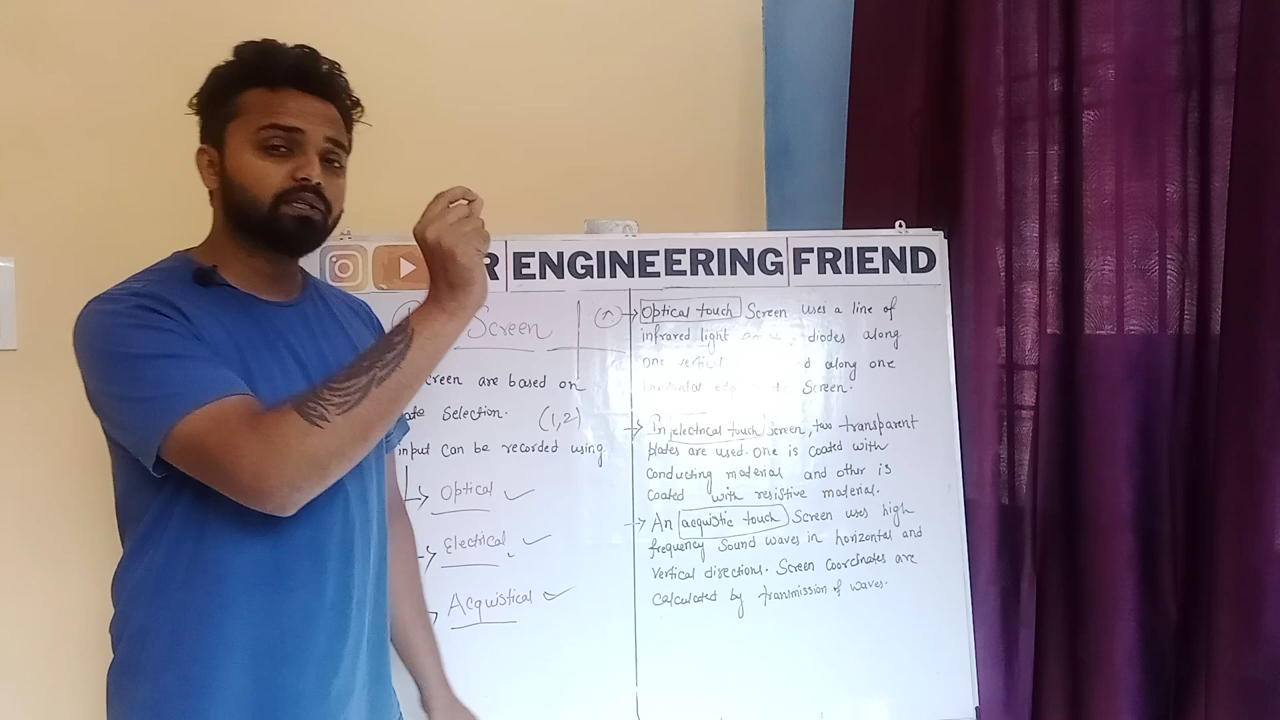 R ENGINEERING FRIEND
Screen
creen are based on
Selection. (1,2)
input can be recorded using
Optical
Electrical
Acquistical
Optical touch Screen uses a line of
infrared light diodes along
one along one
Screen.
In electrical touch screen, two transparent
plates are used. one is coated with
conducting material and other is
coated with resistive material.
An acquistic touch Screen uses high
frequency Sound waves in horizontal and
vertical directions. Screen coordinates are
calculated by transmission of waves.